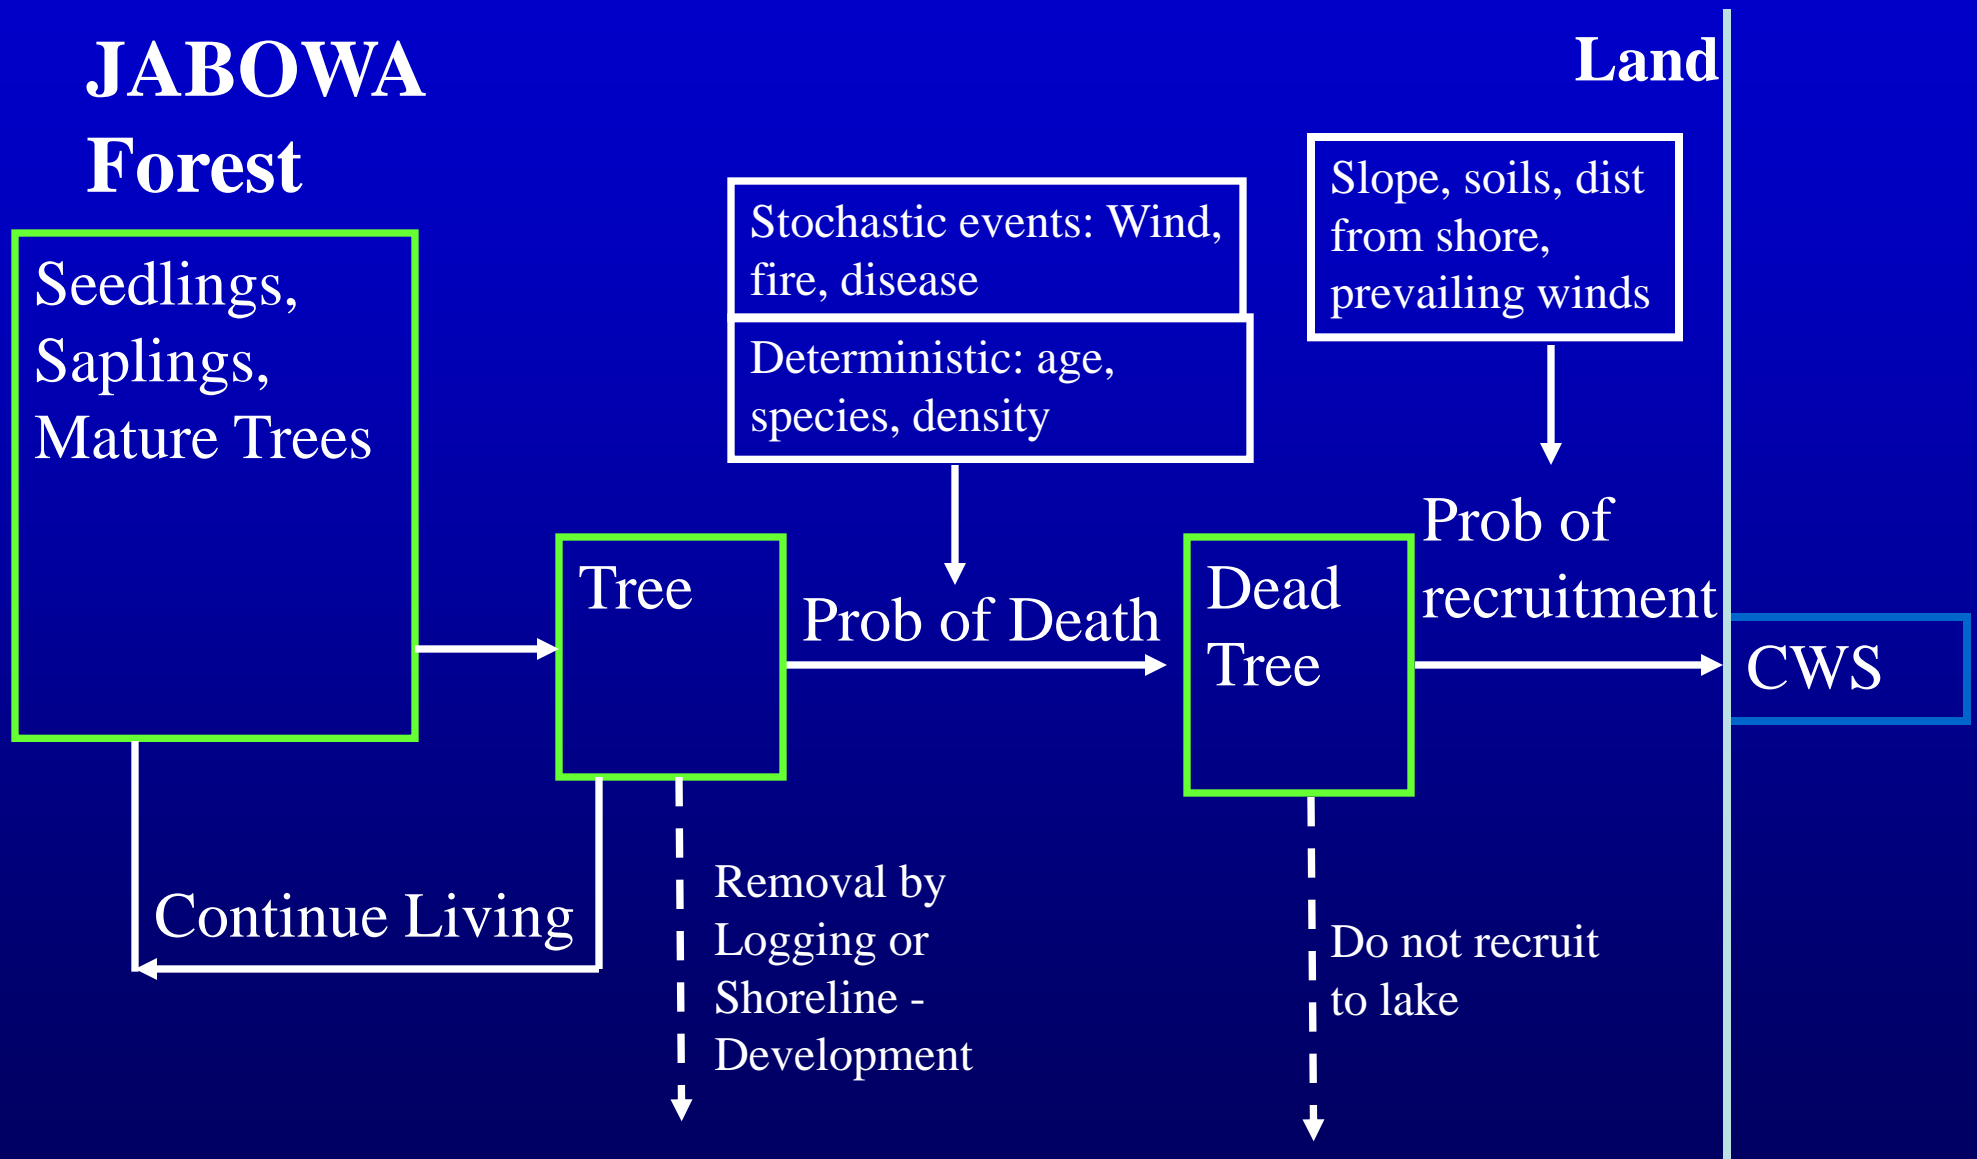 JABOWA
Forest
Land
Seedlings,
Saplings,
Mature Trees
Stochastic events: Wind,
fire, disease
Deterministic: age,
species, density
Slope, soils, dist
from shore,
prevailing winds
Tree
Prob of Death
Dead
Tree
Prob of
recruitment
CWS
Continue Living
Removal by
Logging or
Shoreline -
Development
Do not recruit
to lake